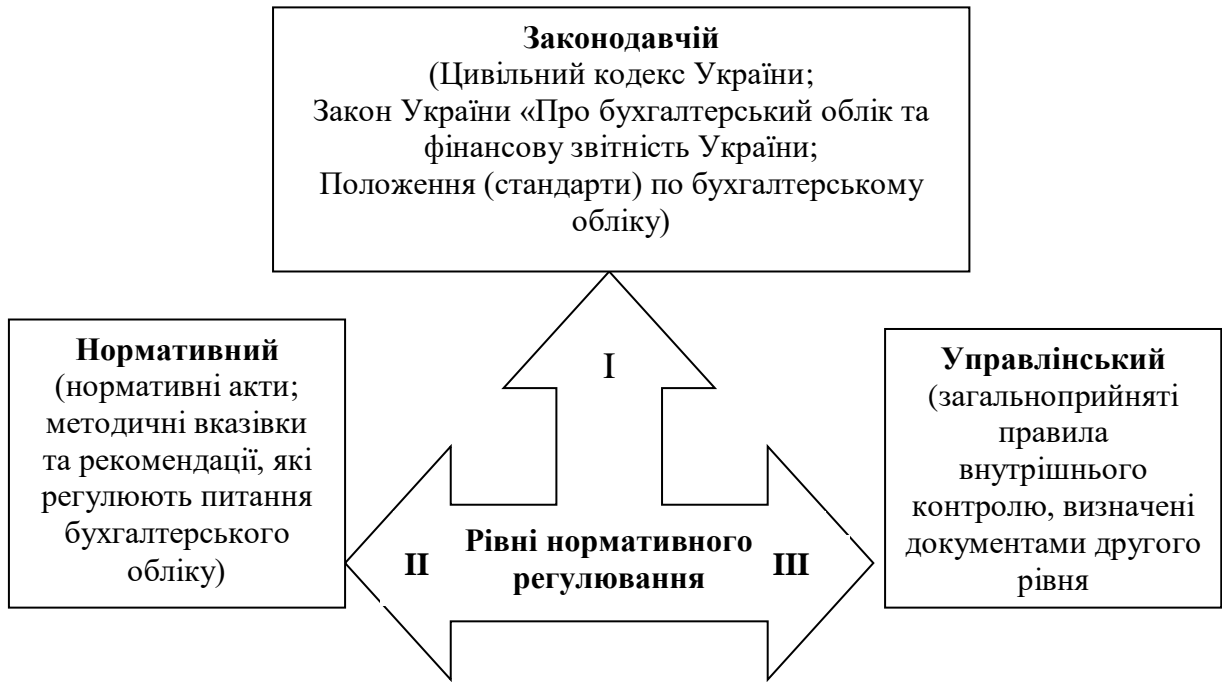 Законодавчій
(Цивільний кодекс України;
Закон України «Про бухгалтерський облік та
фінансову звітність України;
Положення (стандарти) по бухгалтерському
обліку)
I
Нормативний
(нормативні акти;
методичні вказівки
та рекомендації, які
регулюють питання
бухгалтерського
обліку)
Управлінський
(загальноприйняті
правила
внутрішнього
контролю, визначені
документами другого
рівня
II
Рівні нормативного
регулювання
III